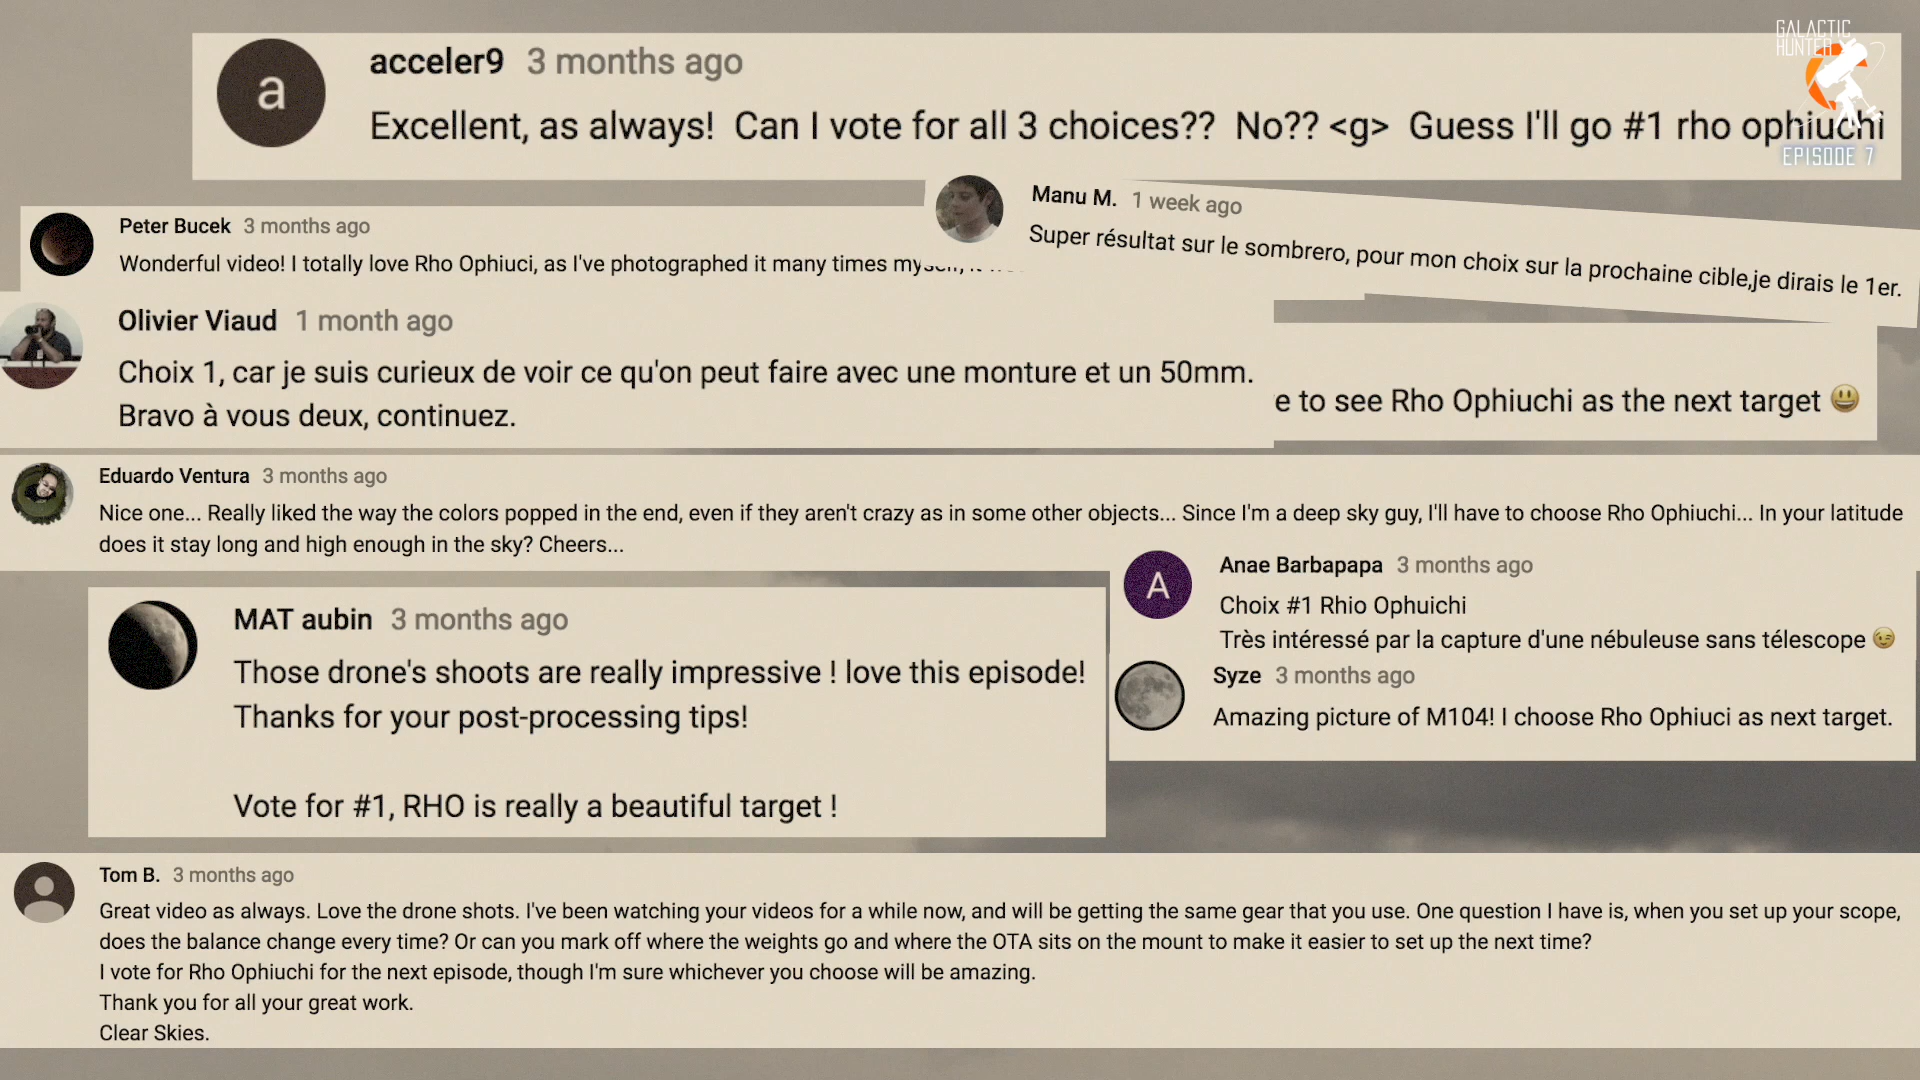 GALACTIC
HUNTER
EPISODE 7
a
acceler9 3 months ago
Excellent, as always! Can I vote for all 3 choices?? No?? <g> Guess I'll go #1 rho ophiuchi
Manu M. 1 week ago
Super résultat sur le sombrero, pour mon choix sur la prochaine cible,je dirais le 1er.
Peter Bucek 3 months ago
Wonderful video! I totally love Rho Ophiuci, as I've photographed it many times
Olivier Viaud 1 month ago
Choix 1, car je suis curieux de voir ce qu'on peut faire avec une monture et un 50mm.
Bravo à vous deux, continuez.
e to see Rho Ophiuchi as the next target 😃
Eduardo Ventura 3 months ago
Nice one... Really liked the way the colors popped in the end, even if they aren't crazy as in some other objects... Since I'm a deep sky guy, I'll have to choose Rho Ophiuchi... In your latitude
does it stay long and high enough in the sky? Cheers...
A
Anae Barbapapa 3 months ago
Choix #1 Rhio Ophuichi
Très intéressé par la capture d'une nébuleuse sans télescope 😉
Syze 3 months ago
Amazing picture of M104! I choose Rho Ophiuci as next target.
MAT aubin 3 months ago
Those drone's shoots are really impressive ! love this episode!
Thanks for your post-processing tips!
Vote for #1, RHO is really a beautiful target !
Tom B. 3 months ago
Great video as always. Love the drone shots. I've been watching your videos for a while now, and will be getting the same gear that you use. One question I have is, when you set up your scope,
does the balance change every time? Or can you mark off where the weights go and where the OTA sits on the mount to make it easier to set up the next time?
I vote for Rho Ophiuchi for the next episode, though I'm sure whichever you choose will be amazing.
Thank you for all your great work.
Clear Skies.